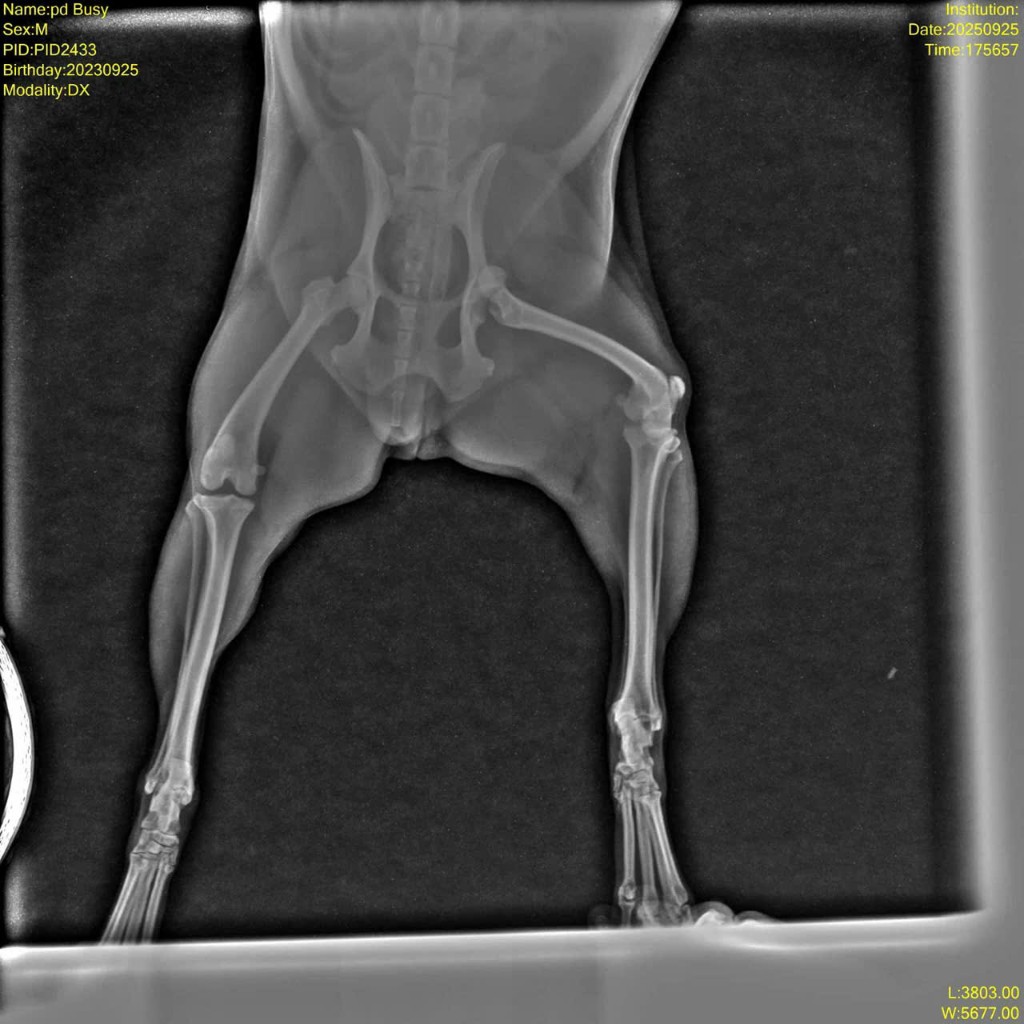 Name:pd Busy
Sex:M
PID:PID2433
Birthday:20230925
Modality:DX
Institution:
Date:20250925
Time:175657
L:3803.00
W:5677.00